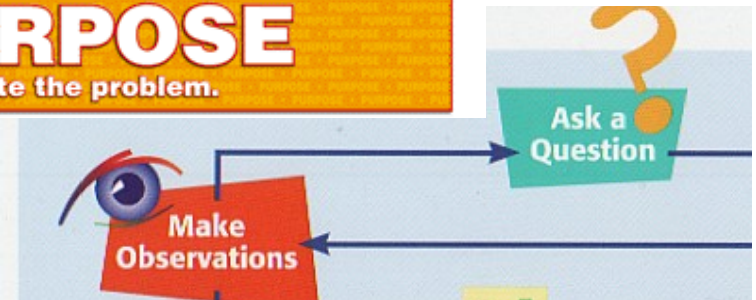 RPOSE
te the problem.
Ask a
Question
Make
Observations